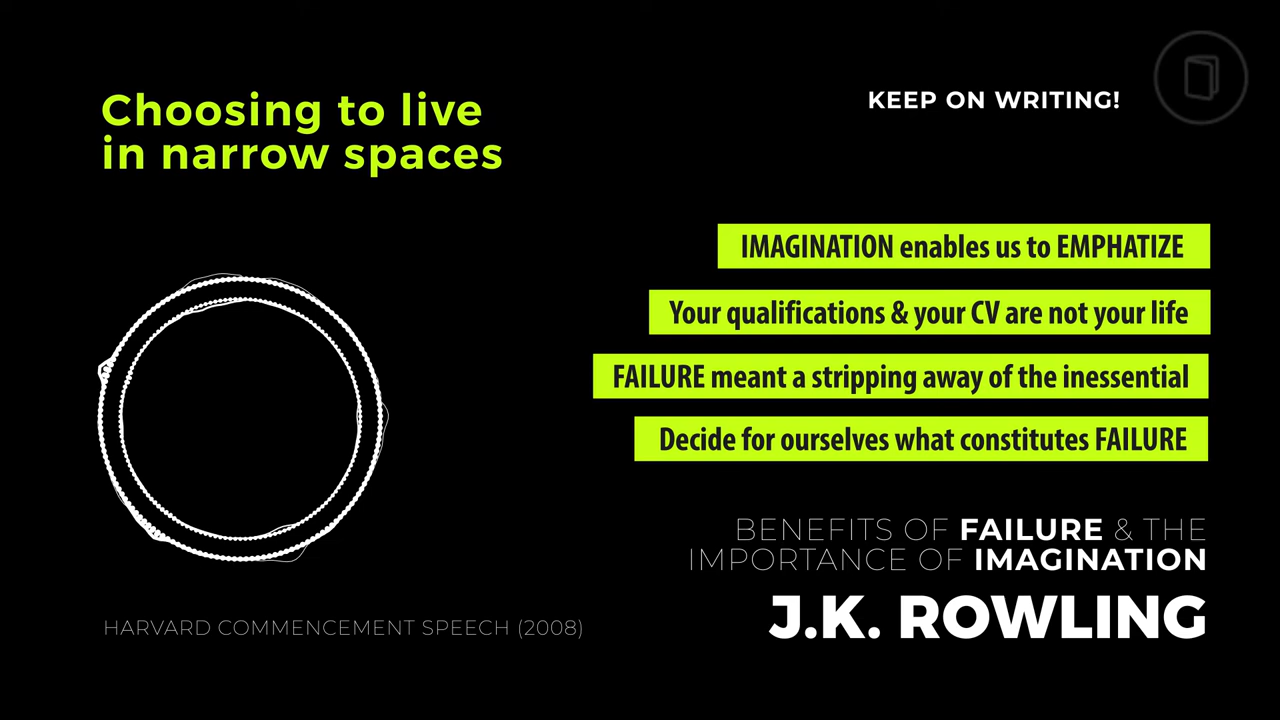 Choosing to live
in narrow spaces
KEEP ON WRITING!
IMAGINATION enables us to EMPHATIZE
Your qualifications & your CV are not your life
FAILURE meant a stripping away of the inessential
Decide for ourselves what constitutes FAILURE
BENEFITS OF FAILURE & THE
IMPORTANCE OF IMAGINATION
J.K. ROWLING
HARVARD COMMENCEMENT SPEECH (2008)